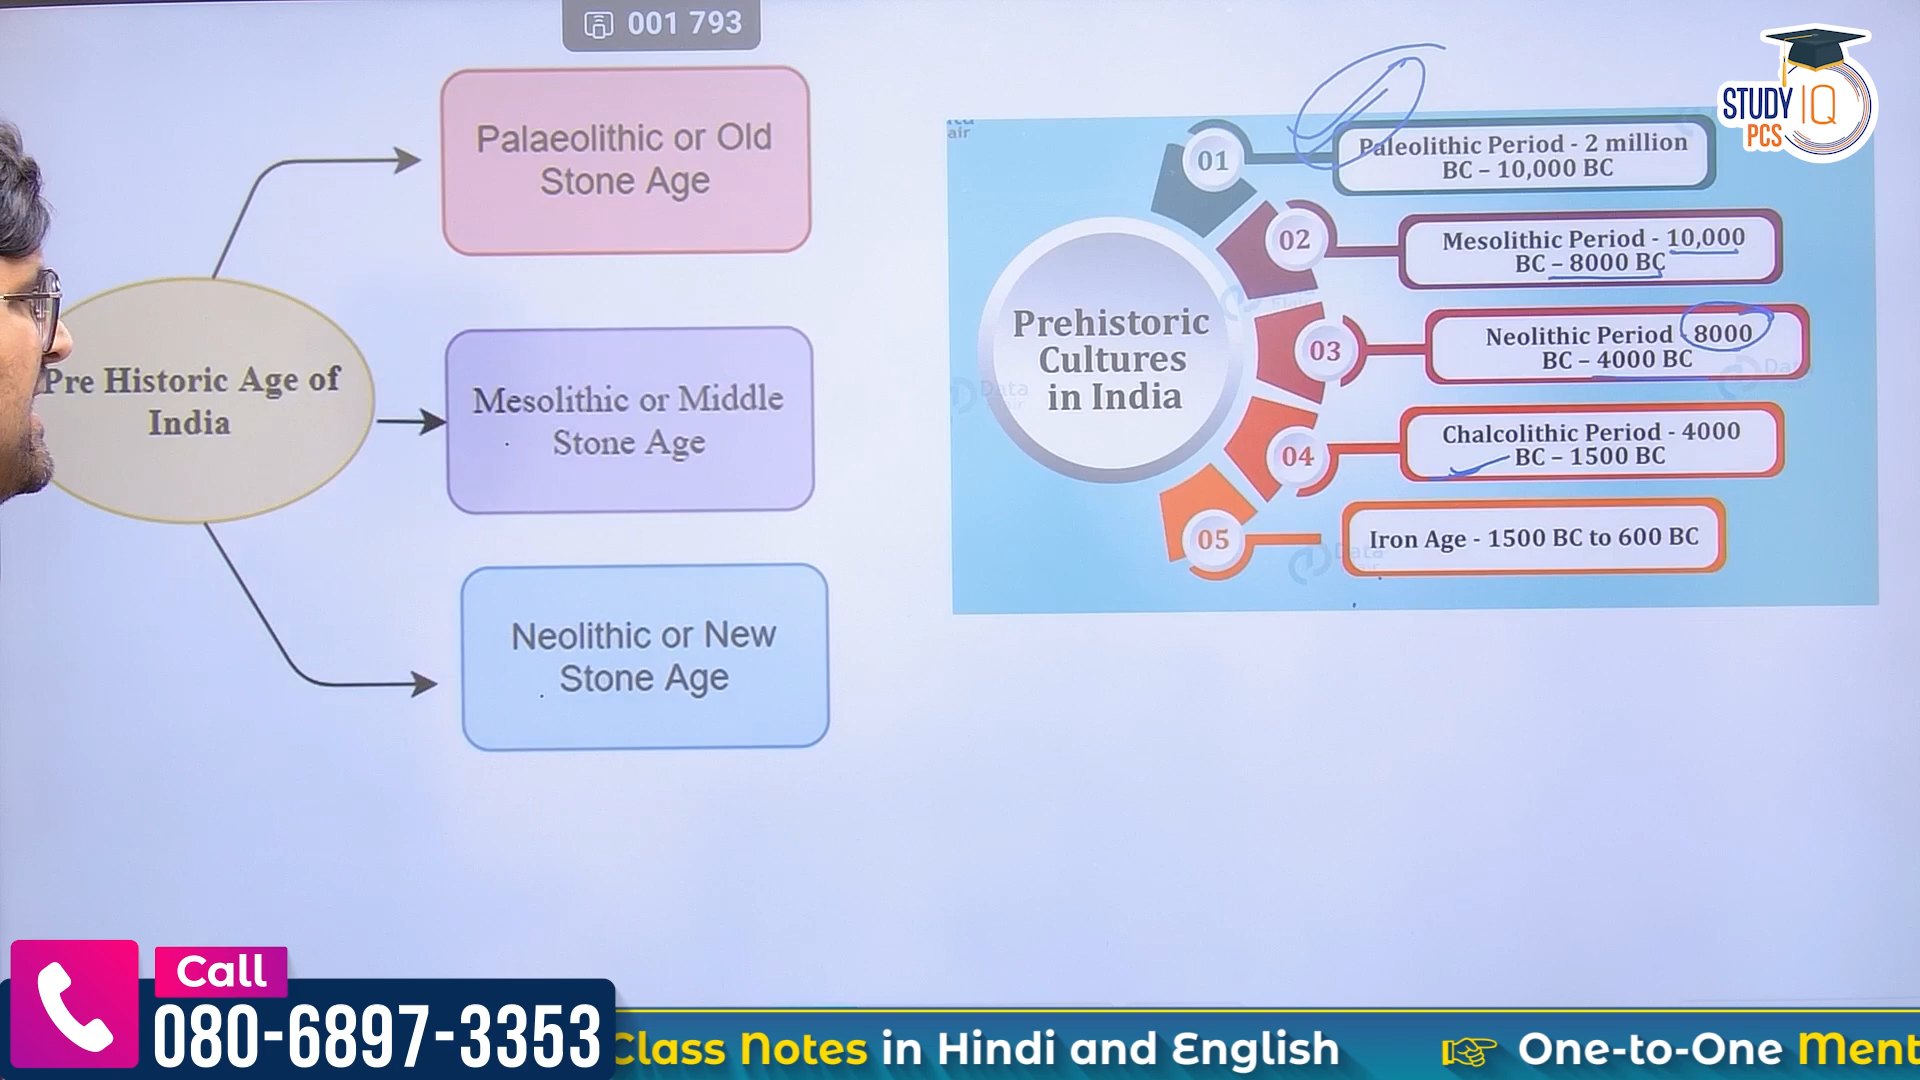 001 793
STUDY IQ
PCS
Palaeolithic or Old
Stone Age
Pre Historic Age of
India
Mesolithic or Middle
Stone Age
Neolithic or New
Stone Age
air
Prehistoric
Cultures
in India
01
Paleolithic Period - 2 million
BC – 10,000 BC
02
Mesolithic Period - 10,000
BC – 8000 BC
03
Neolithic Period - 8000
BC – 4000 BC
04
Chalcolithic Period - 4000
BC – 1500 BC
05
Iron Age - 1500 BC to 600 BC
Data
Call
080-6897-3353
Class Notes in Hindi and English
One-to-One Ment